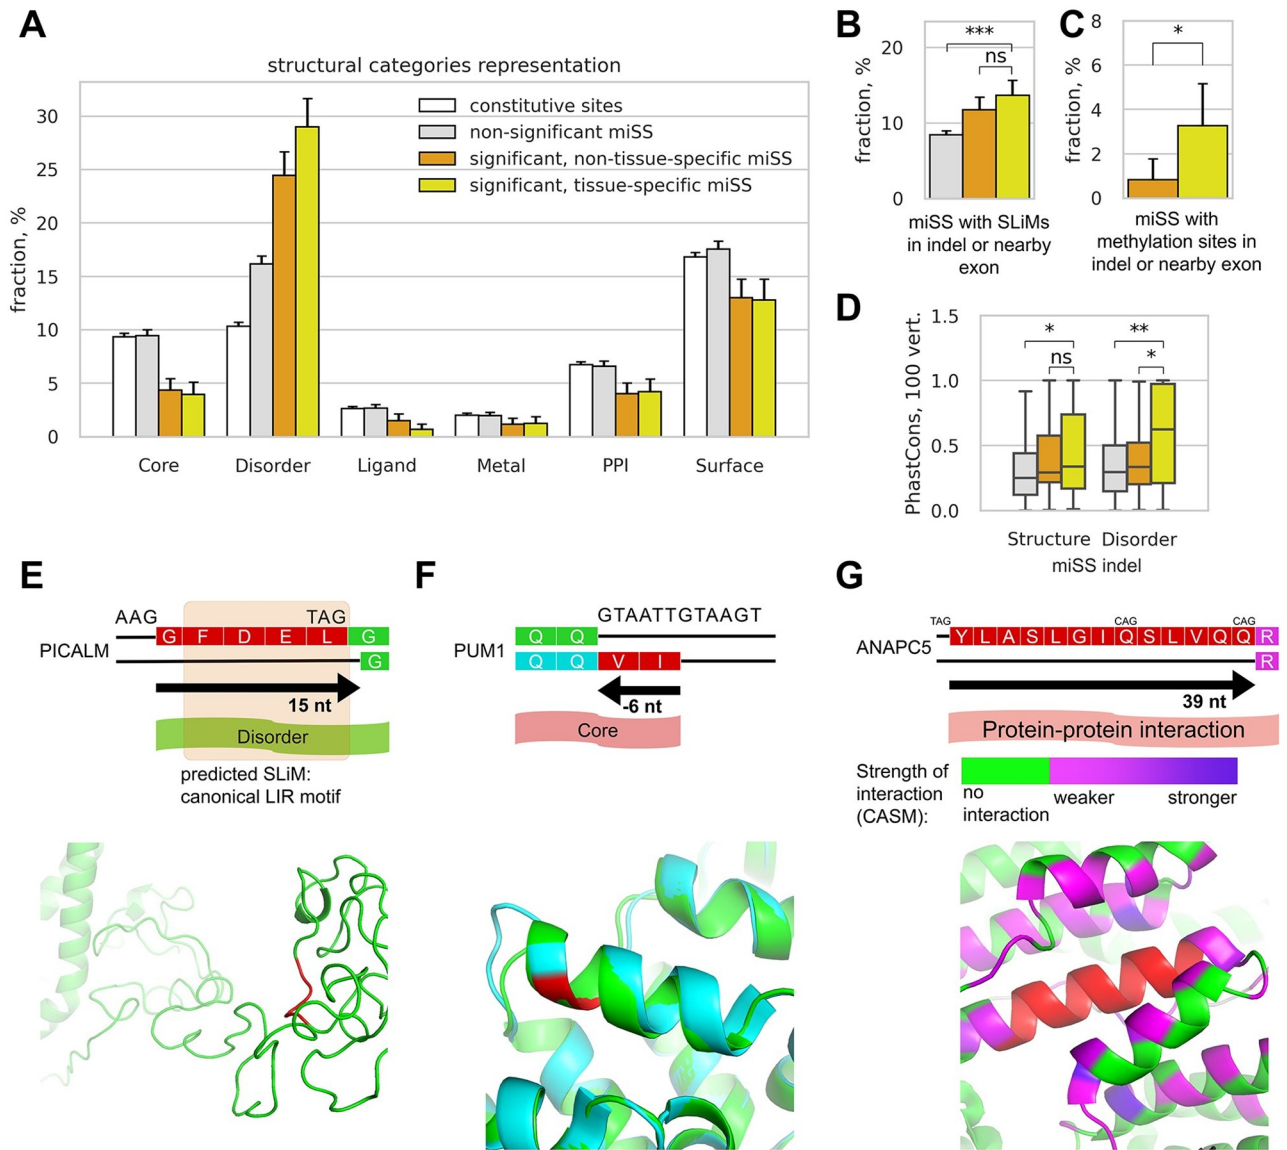 A
structural categories representation
fraction, %
30
25
20
15
10
5
0
constitutive sites
non-significant miSS
significant, non-tissue-specific miSS
significant, tissue-specific miSS
Core
Disorder
Ligand
Metal
PPI
Surface
B
fraction, %
20
10
0
***
ns
miSS with SLiMs
in indel or nearby
exon
C
fraction, %
8
6
4
2
0
*
miSS with
methylation sites in
indel or nearby exon
D
PhastCons, 100 vert.
1.5
1.0
0.5
0.0
*
ns
**
*
Structure
Disorder
miSS indel
E
AAG
TAG
PICALM
G F D E L G
G
15 nt
Disorder
predicted SLiM:
canonical LIR motif
F
GTAATTGTAAGT
PUM1
Q Q
Q Q V I
-6 nt
Core
G
TAG
CAG
CAG
ANAPC5
Y L A S L G I Q S L V Q Q R
R
39 nt
Protein-protein interaction
Strength of
interaction
(CASM):
no
interaction
weaker
stronger